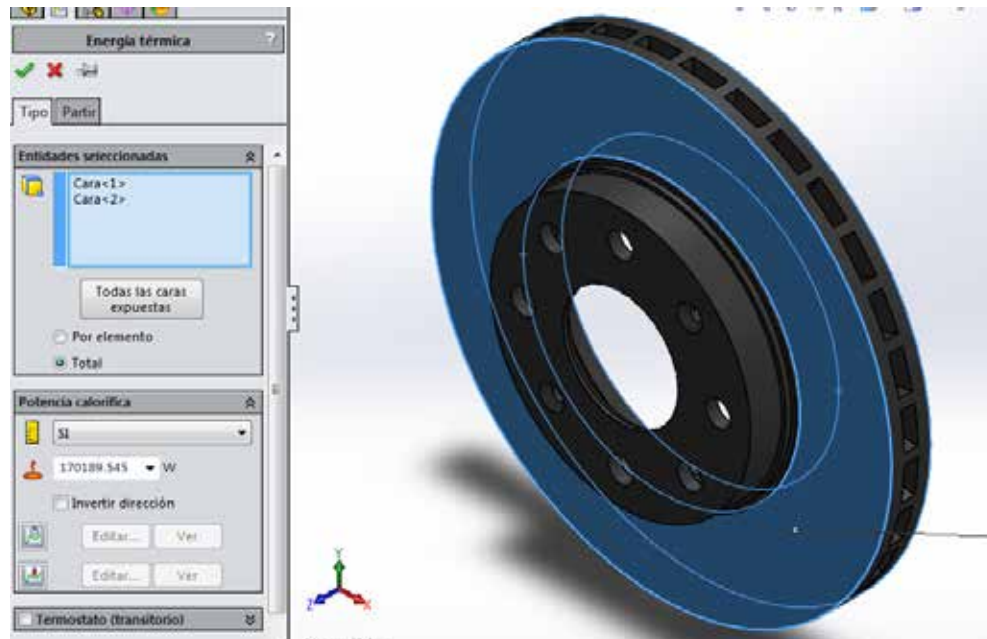 Energía térmica ?
Tipo Partir
Entidades seleccionadas
Cara<1>
Cara<2>
Todas las caras
expuestas
Por elemento
Total
Potencia calorífica
SI
170189.545 W
Invertir dirección
Editar... Ver
Editar... Ver
Termostato (transitorio)
Y
Z
X